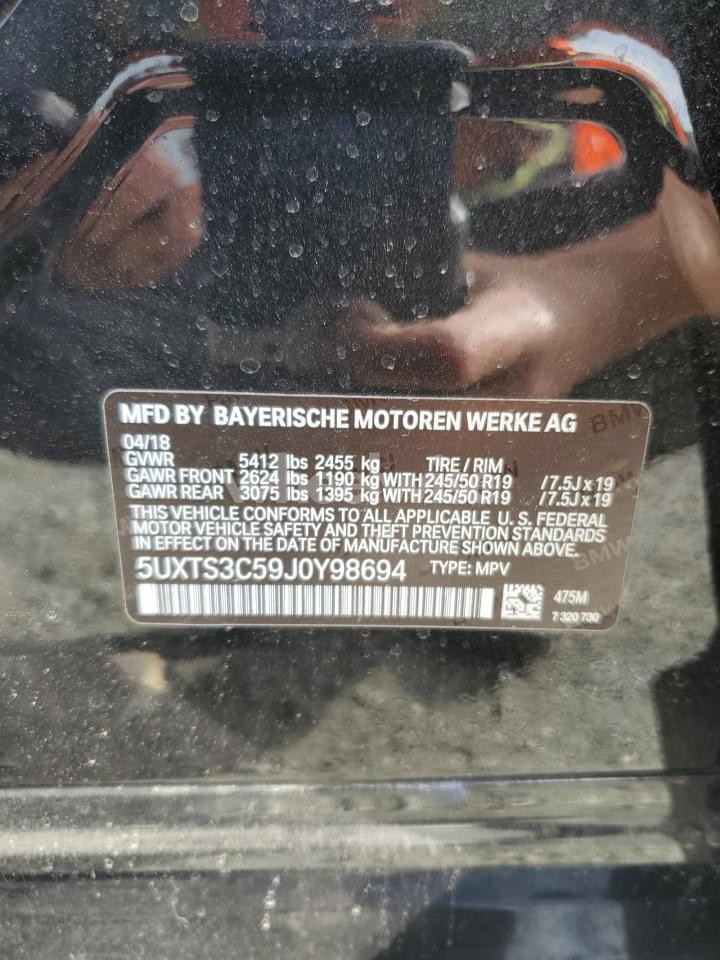 MFD BY BAYERISCHE MOTOREN WERKE AG
04/18
GVWR 5412 lbs 2455 kg TIRE / RIM
GAWR FRONT 2624 lbs 1190 kg WITH 245/50 R19 /7.5J x 19
GAWR REAR 3075 lbs 1395 kg WITH 245/50 R19 /7.5J x 19
THIS VEHICLE CONFORMS TO ALL APPLICABLE U.S. FEDERAL
MOTOR VEHICLE SAFETY AND THEFT PREVENTION STANDARDS
IN EFFECT ON THE DATE OF MANUFACTURE SHOWN ABOVE.
5UXTS3C59J0Y98694 TYPE: MPV
475M
7 320 730
BMW
BMW